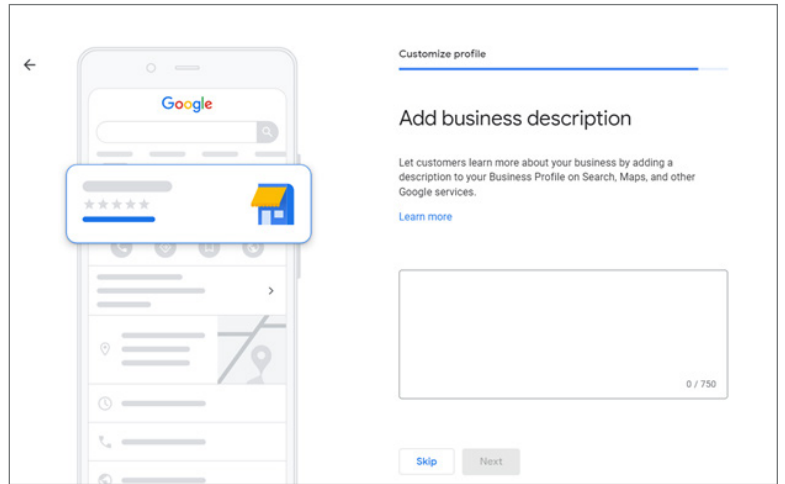 Customize profile
Google
Add business description
Let customers learn more about your business by adding a
description to your Business Profile on Search, Maps, and other
Google services.
Learn more
0 / 750
Skip
Next